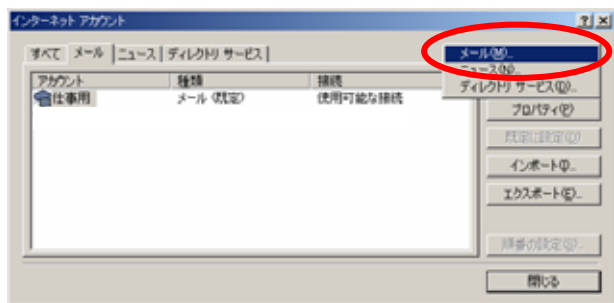 インターネット アカウント
すべて メール ニュース ディレクトリ サービス
メール(M)...
ニュース(N)...
ディレクトリ サービス(D)...
アカウント 種類 接続
仕事用 メール (既定) 使用可能な接続
プロパティ(P)
既定に設定(D)
インポート(I)...
エクスポート(E)...
順番の設定(S)...
閉じる